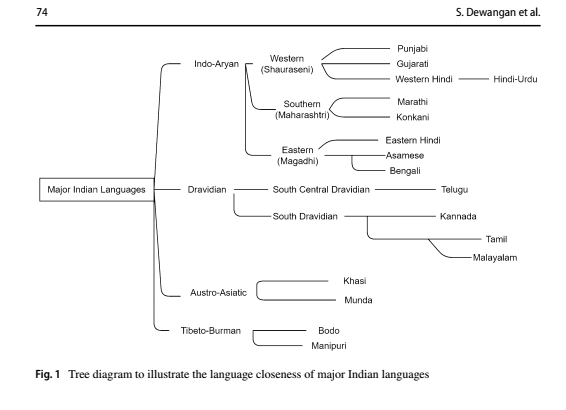 74
S. Dewangan et al.
Punjabi
Western
(Shauraseni)
Indo-Aryan
Gujarati
Western Hindi
Hindi-Urdu
Southern
(Maharashtri)
Marathi
Konkani
Eastern
(Magadhi)
Eastern Hindi
Asamese
Bengali
Major Indian Languages
Dravidian
South Central Dravidian
Telugu
South Dravidian
Kannada
Tamil
Malayalam
Austro-Asiatic
Khasi
Munda
Tibeto-Burman
Bodo
Manipuri
Fig. 1 Tree diagram to illustrate the language closeness of major Indian languages